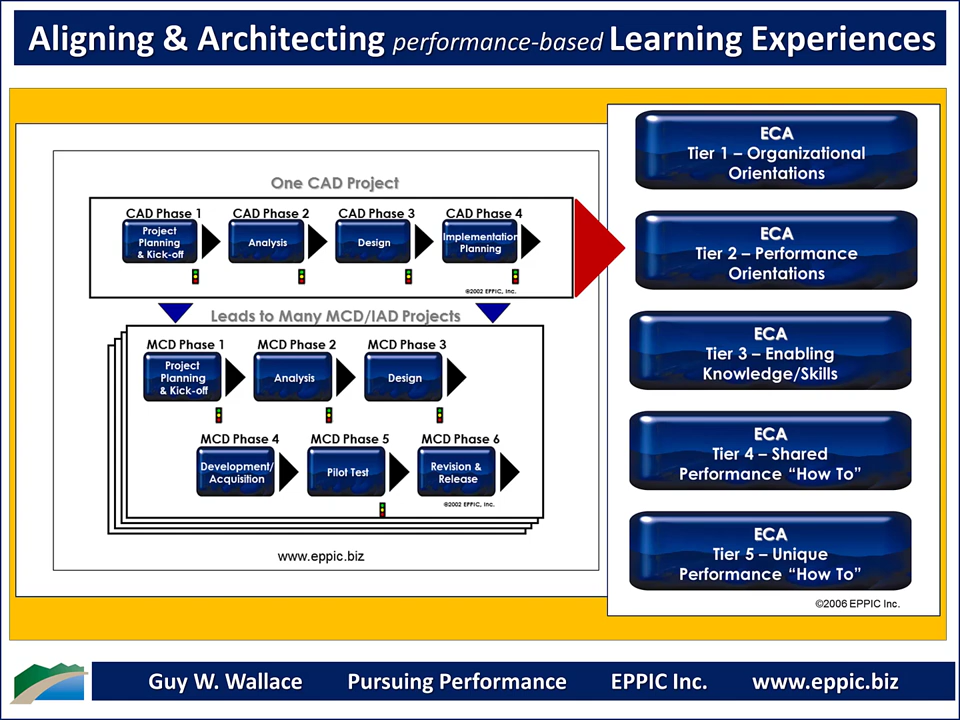 Aligning & Architecting performance-based Learning Experiences
One CAD Project
CAD Phase 1
Project
Planning
& Kick-off
CAD Phase 2
Analysis
CAD Phase 3
Design
CAD Phase 4
Implementation
Planning
©2002 EPPIC, Inc.
Leads to Many MCD/IAD Projects
MCD Phase 1
Project
Planning
& Kick-off
MCD Phase 2
Analysis
MCD Phase 3
Design
MCD Phase 4
Development/
Acquisition
MCD Phase 5
Pilot Test
MCD Phase 6
Revision &
Release
©2002 EPPIC, Inc.
www.eppic.biz
ECA
Tier 1 – Organizational
Orientations
ECA
Tier 2 – Performance
Orientations
ECA
Tier 3 – Enabling
Knowledge/Skills
ECA
Tier 4 – Shared
Performance “How To”
ECA
Tier 5 – Unique
Performance “How To”
©2006 EPPIC Inc.
Guy W. Wallace Pursuing Performance EPPIC Inc. www.eppic.biz